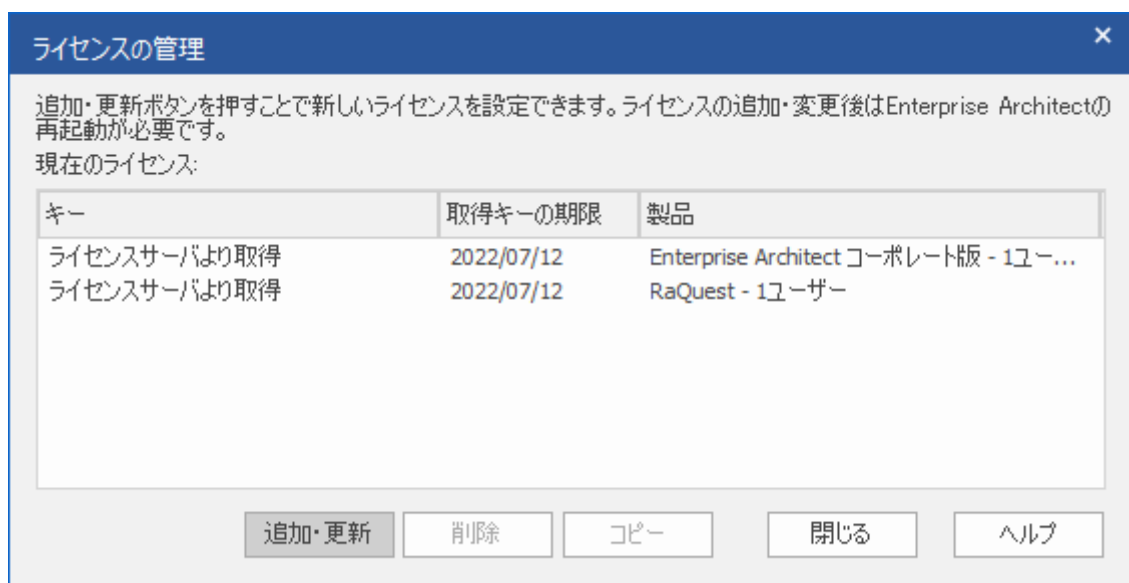 ライセンスの管理
追加・更新ボタンを押すことで新しいライセンスを設定できます。ライセンスの追加・変更後はEnterprise Architectの
再起動が必要です。
現在のライセンス:
キー 取得キーの期限 製品
ライセンスサーバより取得 2022/07/12 Enterprise Architect コーポレート版 - 1ユー...
ライセンスサーバより取得 2022/07/12 RaQuest - 1ユーザー
追加・更新 削除 コピー 閉じる ヘルプ